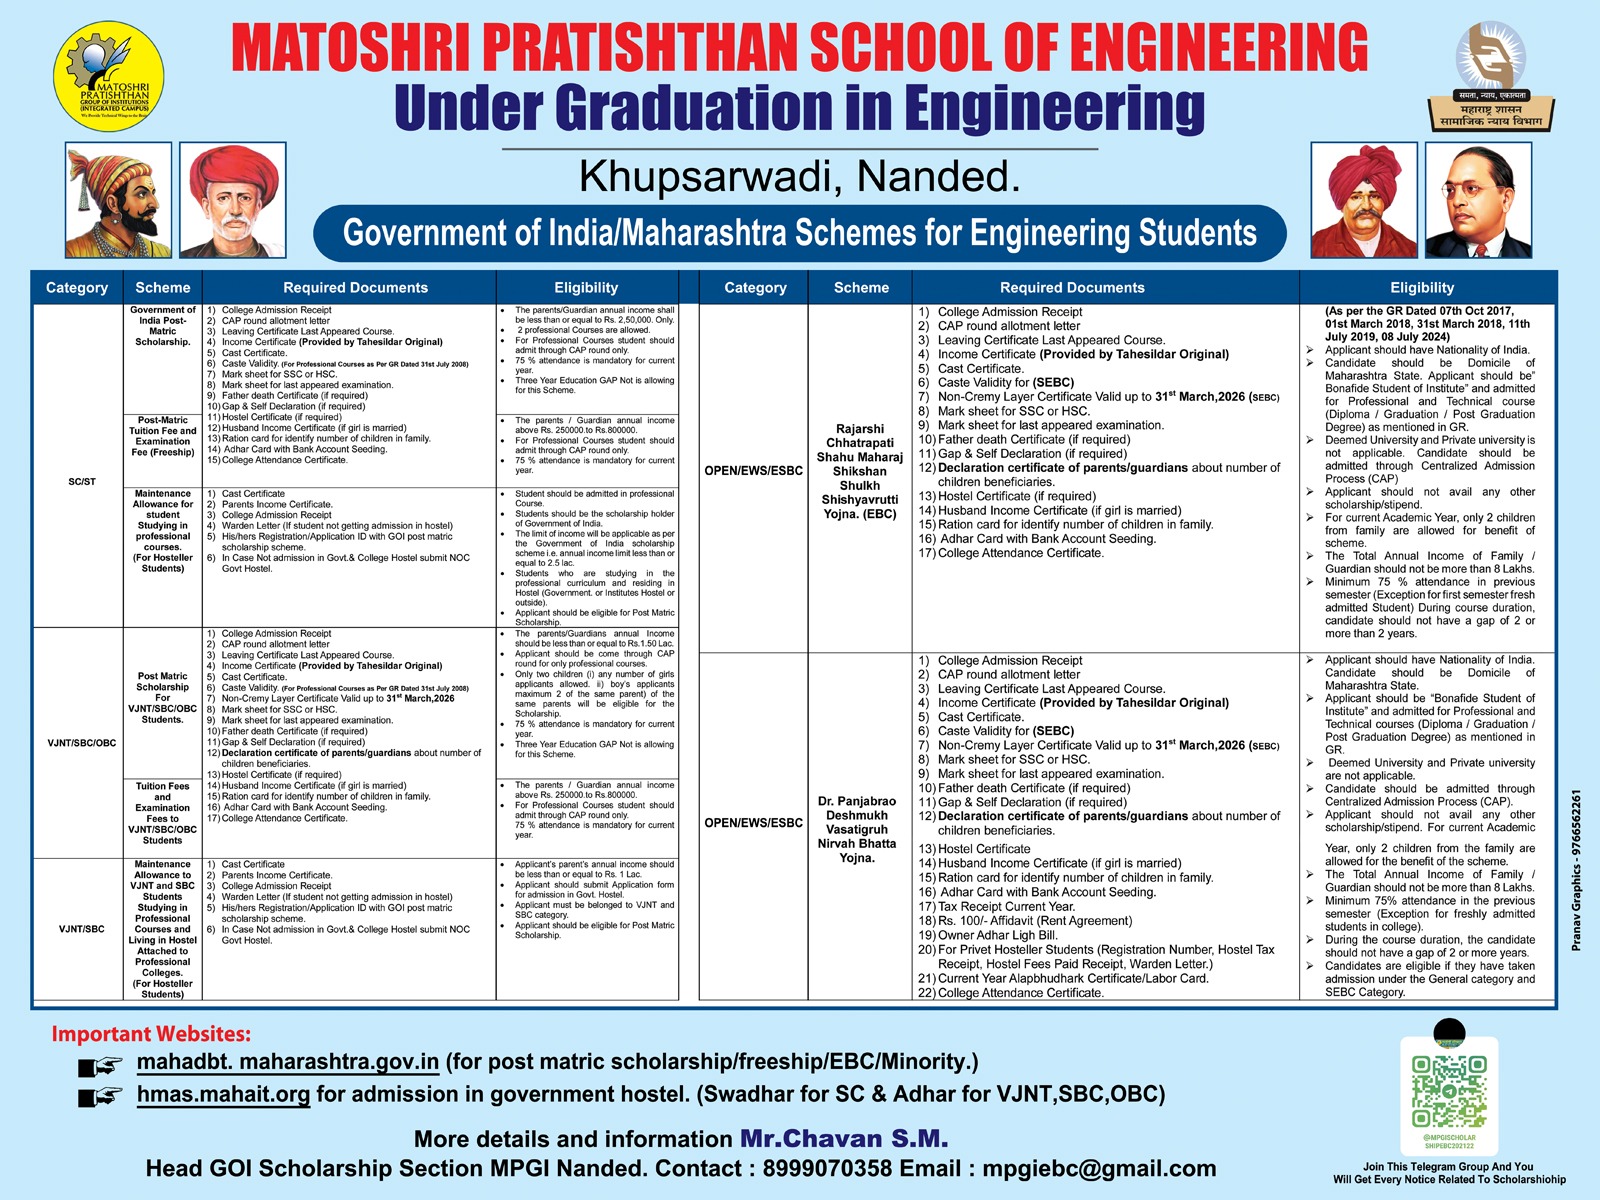 MATOSHRI PRATISHTHAN SCHOOL OF ENGINEERING
Under Graduation in Engineering
Khupsarwadi, Nanded.
MATOSHRI
PRATISHTHAN
GROUP OF INSTITUTIONS
(INTEGRATED CAMPUS)
We Provide Technical Wings to the Brain
समता, न्याय, एकात्मता
महाराष्ट्र शासन
सामाजिक न्याय विभाग
Government of India/Maharashtra Schemes for Engineering Students
Category Scheme Required Documents Eligibility
SC/ST
Government of
India Post-
Matric
Scholarship.
1) College Admission Receipt
2) CAP round allotment letter
3) Leaving Certificate Last Appeared Course.
4) Income Certificate (Provided by Tahesildar Original)
5) Cast Certificate.
6) Caste Validity. (For Professional Courses as Per GR Dated 31st July 2008)
7) Mark sheet for SSC or HSC.
8) Mark sheet for last appeared examination.
9) Father death Certificate (if required)
10) Gap & Self Declaration (if required)
11) Hostel Certificate (if required)
12) Husband Income Certificate (if girl is married)
13) Ration card for identify number of children in family.
14) Adhar Card with Bank Account Seeding.
15) College Attendance Certificate.
• The parents/Guardian annual income shall
be less than or equal to Rs. 2,50,000. Only.
• 2 professional Courses are allowed.
• For Professional Courses student should
admit through CAP round only.
• 75 % attendance is mandatory for current
year.
• Three Year Education GAP Not is allowing
for this Scheme.
Post-Matric
Tuition Fee and
Examination
Fee (Freeship)
• The parents / Guardian annual income
above Rs. 250000 to Rs.800000.
• For Professional Courses student should
admit through CAP round only.
• 75 % attendance is mandatory for current
year.
Maintenance
Allowance for
student
Studying in
professional
courses.
(For Hosteller
Students)
1) Cast Certificate
2) Parents Income Certificate.
3) College Admission Receipt
4) Warden Letter (If student not getting admission in hostel)
5) His/hers Registration/Application ID with GOI post matric
scholarship scheme.
6) In Case Not admission in Govt.& College Hostel submit NOC
Govt Hostel.
• Student should be admitted in professional
Course.
• Students should be the scholarship holder
of Government of India.
• The limit of income will be applicable as per
the Government of India scholarship
scheme i.e. annual income limit less than or
equal to 2.5 lac.
• Students who are studying in the
professional curriculum and residing in
Hostel (Government. or Institutes Hostel or
outside).
• Applicant should be eligible for Post Matric
Scholarship.
VJNT/SBC/OBC
Post Matric
Scholarship
For
VJNT/SBC/OBC
Students.
1) College Admission Receipt
2) CAP round allotment letter
3) Leaving Certificate Last Appeared Course.
4) Income Certificate (Provided by Tahesildar Original)
5) Cast Certificate.
6) Caste Validity. (For Professional Courses as Per GR Dated 31st July 2008)
7) Non-Cremy Layer Certificate Valid up to 31st March,2026
8) Mark sheet for SSC or HSC.
9) Mark sheet for last appeared examination.
10) Father death Certificate (if required)
11) Gap & Self Declaration (if required)
12) Declaration certificate of parents/guardians about number of
children beneficiaries.
13) Hostel Certificate (if required)
14) Husband Income Certificate (if girl is married)
15) Ration card for identify number of children in family.
16) Adhar Card with Bank Account Seeding.
17) College Attendance Certificate.
• The parents/Guardians annual Income
should be less than or equal to Rs.1.50 Lac.
• Applicant should be come through CAP
round for only professional courses.
• Only two children (i) any number of girls
applicants allowed. ii) boy's applicants
maximum 2 of the same parent) of the
same parents will be eligible for the
Scholarship.
• 75 % attendance is mandatory for current
year.
• Three Year Education GAP Not is allowing
for this Scheme.
Tuition Fees
and
Examination
Fees to
VJNT/SBC/OBC
Students
• The parents / Guardian annual income
above Rs. 250000 to Rs.800000.
• For Professional Courses student should
admit through CAP round only.
75 % attendance is mandatory for current
year.
VJNT/SBC
Maintenance
Allowance to
VJNT and SBC
Students
Studying in
Professional
Courses and
Living in Hostel
Attached to
Professional
Colleges.
(For Hosteller
Students)
1) Cast Certificate
2) Parents Income Certificate.
3) College Admission Receipt
4) Warden Letter (If student not getting admission in hostel)
5) His/hers Registration/Application ID with GOI post matric
scholarship scheme.
6) In Case Not admission in Govt.& College Hostel submit NOC
Govt Hostel.
• Applicant's parent's annual income should
be less than or equal to Rs. 1 Lac.
• Applicant should submit Application form
for admission in Govt. Hostel.
• Applicant must be belonged to VJNT and
SBC category.
• Applicant should be eligible for Post Matric
Scholarship.
Category Scheme Required Documents Eligibility
OPEN/EWS/ESBC
Rajarshi
Chhatrapati
Shahu Maharaj
Shikshan
Shulkh
Shishyavrutti
Yojna. (EBC)
1) College Admission Receipt
2) CAP round allotment letter
3) Leaving Certificate Last Appeared Course.
4) Income Certificate (Provided by Tahesildar Original)
5) Cast Certificate.
6) Caste Validity for (SEBC)
7) Non-Cremy Layer Certificate Valid up to 31st March,2026 (SEBC)
8) Mark sheet for SSC or HSC.
9) Mark sheet for last appeared examination.
10) Father death Certificate (if required)
11) Gap & Self Declaration (if required)
12) Declaration certificate of parents/guardians about number of
children beneficiaries.
13) Hostel Certificate (if required)
14) Husband Income Certificate (if girl is married)
15) Ration card for identify number of children in family.
16) Adhar Card with Bank Account Seeding.
17) College Attendance Certificate.
(As per the GR Dated 07th Oct 2017,
01st March 2018, 31st March 2018, 11th
July 2019, 08 July 2024)
➢ Applicant should have Nationality of India.
➢ Candidate should be Domicile of
Maharashtra State. Applicant should be"
Bonafide Student of Institute" and admitted
for Professional and Technical course
(Diploma / Graduation / Post Graduation
Degree) as mentioned in GR.
➢ Deemed University and Private university is
not applicable. Candidate should be
admitted through Centralized Admission
Process (CAP)
➢ Applicant should not avail any other
scholarship/stipend.
➢ For current Academic Year, only 2 children
from family are allowed for benefit of
scheme.
➢ The Total Annual Income of Family /
Guardian should not be more than 8 Lakhs.
➢ Minimum 75 % attendance in previous
semester (Exception for first semester fresh
admitted Student) During course duration,
candidate should not have a gap of 2 or
more than 2 years.
OPEN/EWS/ESBC
Dr. Panjabrao
Deshmukh
Vasatigruh
Nirvah Bhatta
Yojna.
1) College Admission Receipt
2) CAP round allotment letter
3) Leaving Certificate Last Appeared Course.
4) Income Certificate (Provided by Tahesildar Original)
5) Cast Certificate.
6) Caste Validity for (SEBC)
7) Non-Cremy Layer Certificate Valid up to 31st March,2026 (SEBC)
8) Mark sheet for SSC or HSC.
9) Mark sheet for last appeared examination.
10) Father death Certificate (if required)
11) Gap & Self Declaration (if required)
12) Declaration certificate of parents/guardians about number of
children beneficiaries.
13) Hostel Certificate
14) Husband Income Certificate (if girl is married)
15) Ration card for identify number of children in family.
16) Adhar Card with Bank Account Seeding.
17) Tax Receipt Current Year.
18) Rs. 100/- Affidavit (Rent Agreement)
19) Owner Adhar Ligh Bill.
20) For Privet Hosteller Students (Registration Number, Hostel Tax
Receipt, Hostel Fees Paid Receipt, Warden Letter.)
21) Current Year Alapbhudhark Certificate/Labor Card.
22) College Attendance Certificate.
➢ Applicant should have Nationality of India.
Candidate should be Domicile of
Maharashtra State.
➢ Applicant should be "Bonafide Student of
Institute" and admitted for Professional and
Technical courses (Diploma / Graduation /
Post Graduation Degree) as mentioned in
GR.
➢ Deemed University and Private university
are not applicable.
➢ Candidate should be admitted through
Centralized Admission Process (CAP).
➢ Applicant should not avail any other
scholarship/stipend. For current Academic
Year, only 2 children from the family are
allowed for the benefit of the scheme.
➢ The Total Annual Income of Family /
Guardian should not be more than 8 Lakhs.
➢ Minimum 75% attendance in the previous
semester (Exception for freshly admitted
students in college).
➢ During the course duration, the candidate
should not have a gap of 2 or more years.
➢ Candidates are eligible if they have taken
admission under the General category and
SEBC Category.
Pranav Graphics - 9766562261
Important Websites:
mahadbt. maharashtra.gov.in (for post matric scholarship/freeship/EBC/Minority.)
hmas.mahait.org for admission in government hostel. (Swadhar for SC & Adhar for VJNT,SBC,OBC)
More details and information Mr.Chavan S.M.
Head GOI Scholarship Section MPGI Nanded. Contact : 8999070358 Email : mpgiebc@gmail.com
@MPGISCHOLAR
SHIPEBC202122
Join This Telegram Group And You
Will Get Every Notice Related To Scholarshiohip